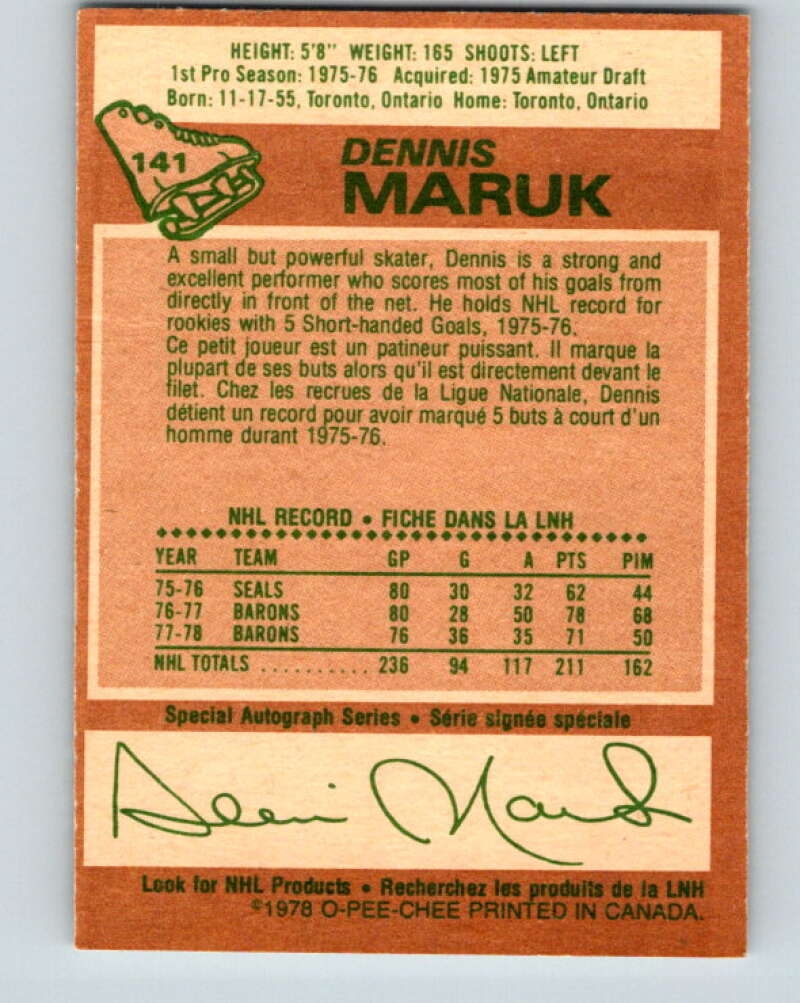 HEIGHT: 5'8" WEIGHT: 165 SHOOTS: LEFT
1st Pro Season: 1975-76 Acquired: 1975 Amateur Draft
Born: 11-17-55, Toronto, Ontario Home: Toronto, Ontario
141
DENNIS
MARUK
A small but powerful skater, Dennis is a strong and
excellent performer who scores most of his goals from
directly in front of the net. He holds NHL record for
rookies with 5 Short-handed Goals, 1975-76.
Ce petit joueur est un patineur puissant. Il marque la
plupart de ses buts alors qu'il est directement devant le
filet. Chez les recrues de la Ligue Nationale, Dennis
détient un record pour avoir marqué 5 buts à court d'un
homme durant 1975-76.
NHL RECORD • FICHE DANS LA LNH
YEAR TEAM GP G A PTS PIM
75-76 SEALS 80 30 32 62 44
76-77 BARONS 80 28 50 78 68
77-78 BARONS 76 36 35 71 50
NHL TOTALS .......... 236 94 117 211 162
Special Autograph Series • Série signée spéciale
Dennis Maruk
Look for NHL Products • Recherchez les produits de la LNH
©1978 O-PEE-CHEE PRINTED IN CANADA.